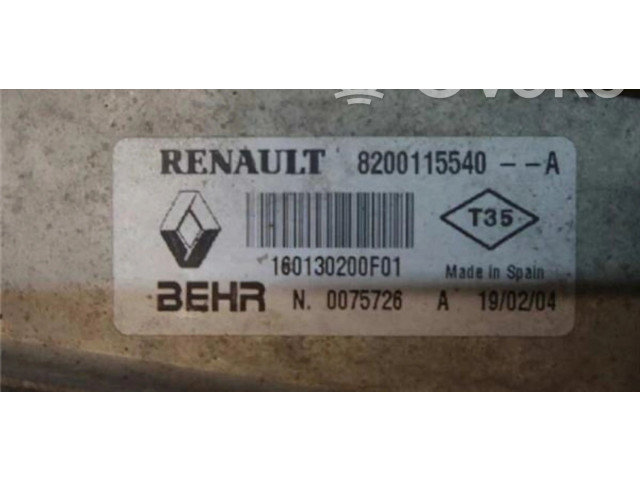 RENAULT 8200115540 --A
T35
160130200F01
Made in Spain
BEHR N. 0075726 A 19/02/04